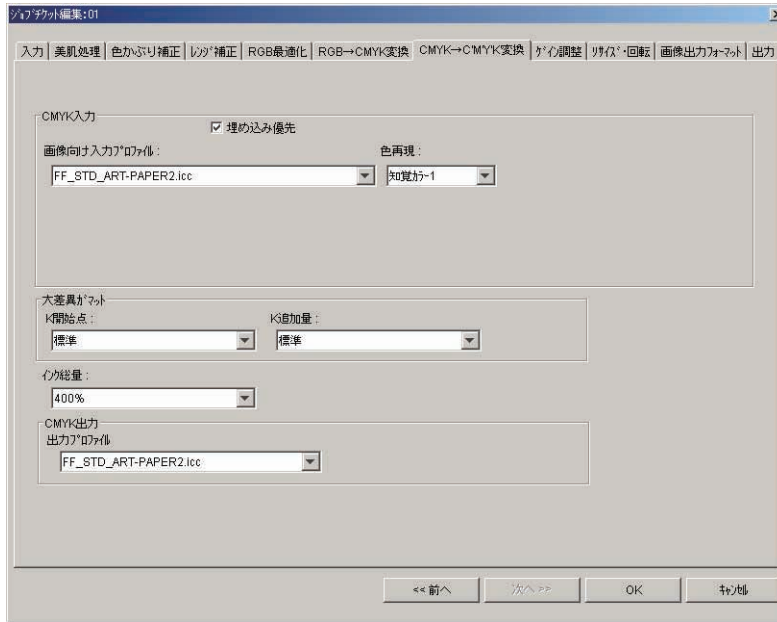 ｼﾞｮﾌﾞﾁｹｯﾄ編集:01
入力 美肌処理 色かぶり補正 ﾚﾝｼﾞ補正 RGB最適化 RGB→CMYK変換 CMYK→C'M'Y'K'変換 ｹﾞｲﾝ調整 ﾘｻｲｽﾞ･回転 画像出力ﾌｫｰﾏｯﾄ 出力
CMYK入力
埋め込み優先
画像向け入力ﾌﾟﾛﾌｧｲﾙ： 色再現：
FF_STD_ART-PAPER2.icc 知覚ｶﾗｰ1
大差異ｶﾞﾏｯﾄ
K開始点： K追加量：
標準 標準
ｲﾝｸ総量：
400%
CMYK出力
出力ﾌﾟﾛﾌｧｲﾙ
FF_STD_ART-PAPER2.icc
<<前へ 次へ>> OK ｷｬﾝｾﾙ